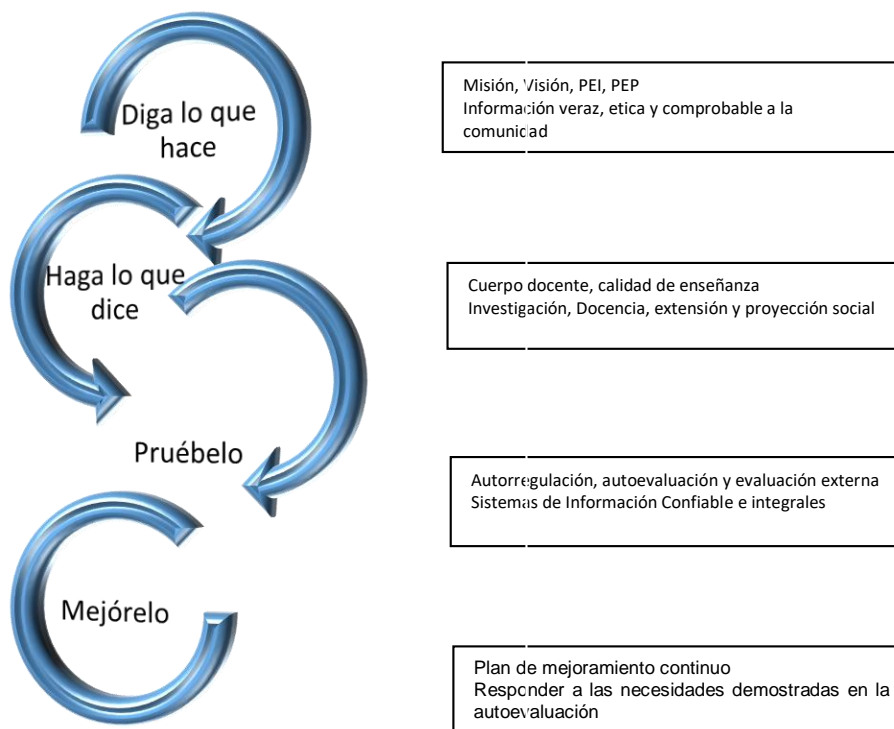 Diga lo que
hace
Misión, Visión, PEI, PEP
Información veraz, etica y comprobable a la
comunidad
Haga lo que
dice
Cuerpo docente, calidad de enseñanza
Investigación, Docencia, extensión y proyección social
Pruébelo
Autorregulación, autoevaluación y evaluación externa
Sistemas de Información Confiable e integrales
Mejórelo
Plan de mejoramiento continuo
Responder a las necesidades demostradas en la
autoevaluación